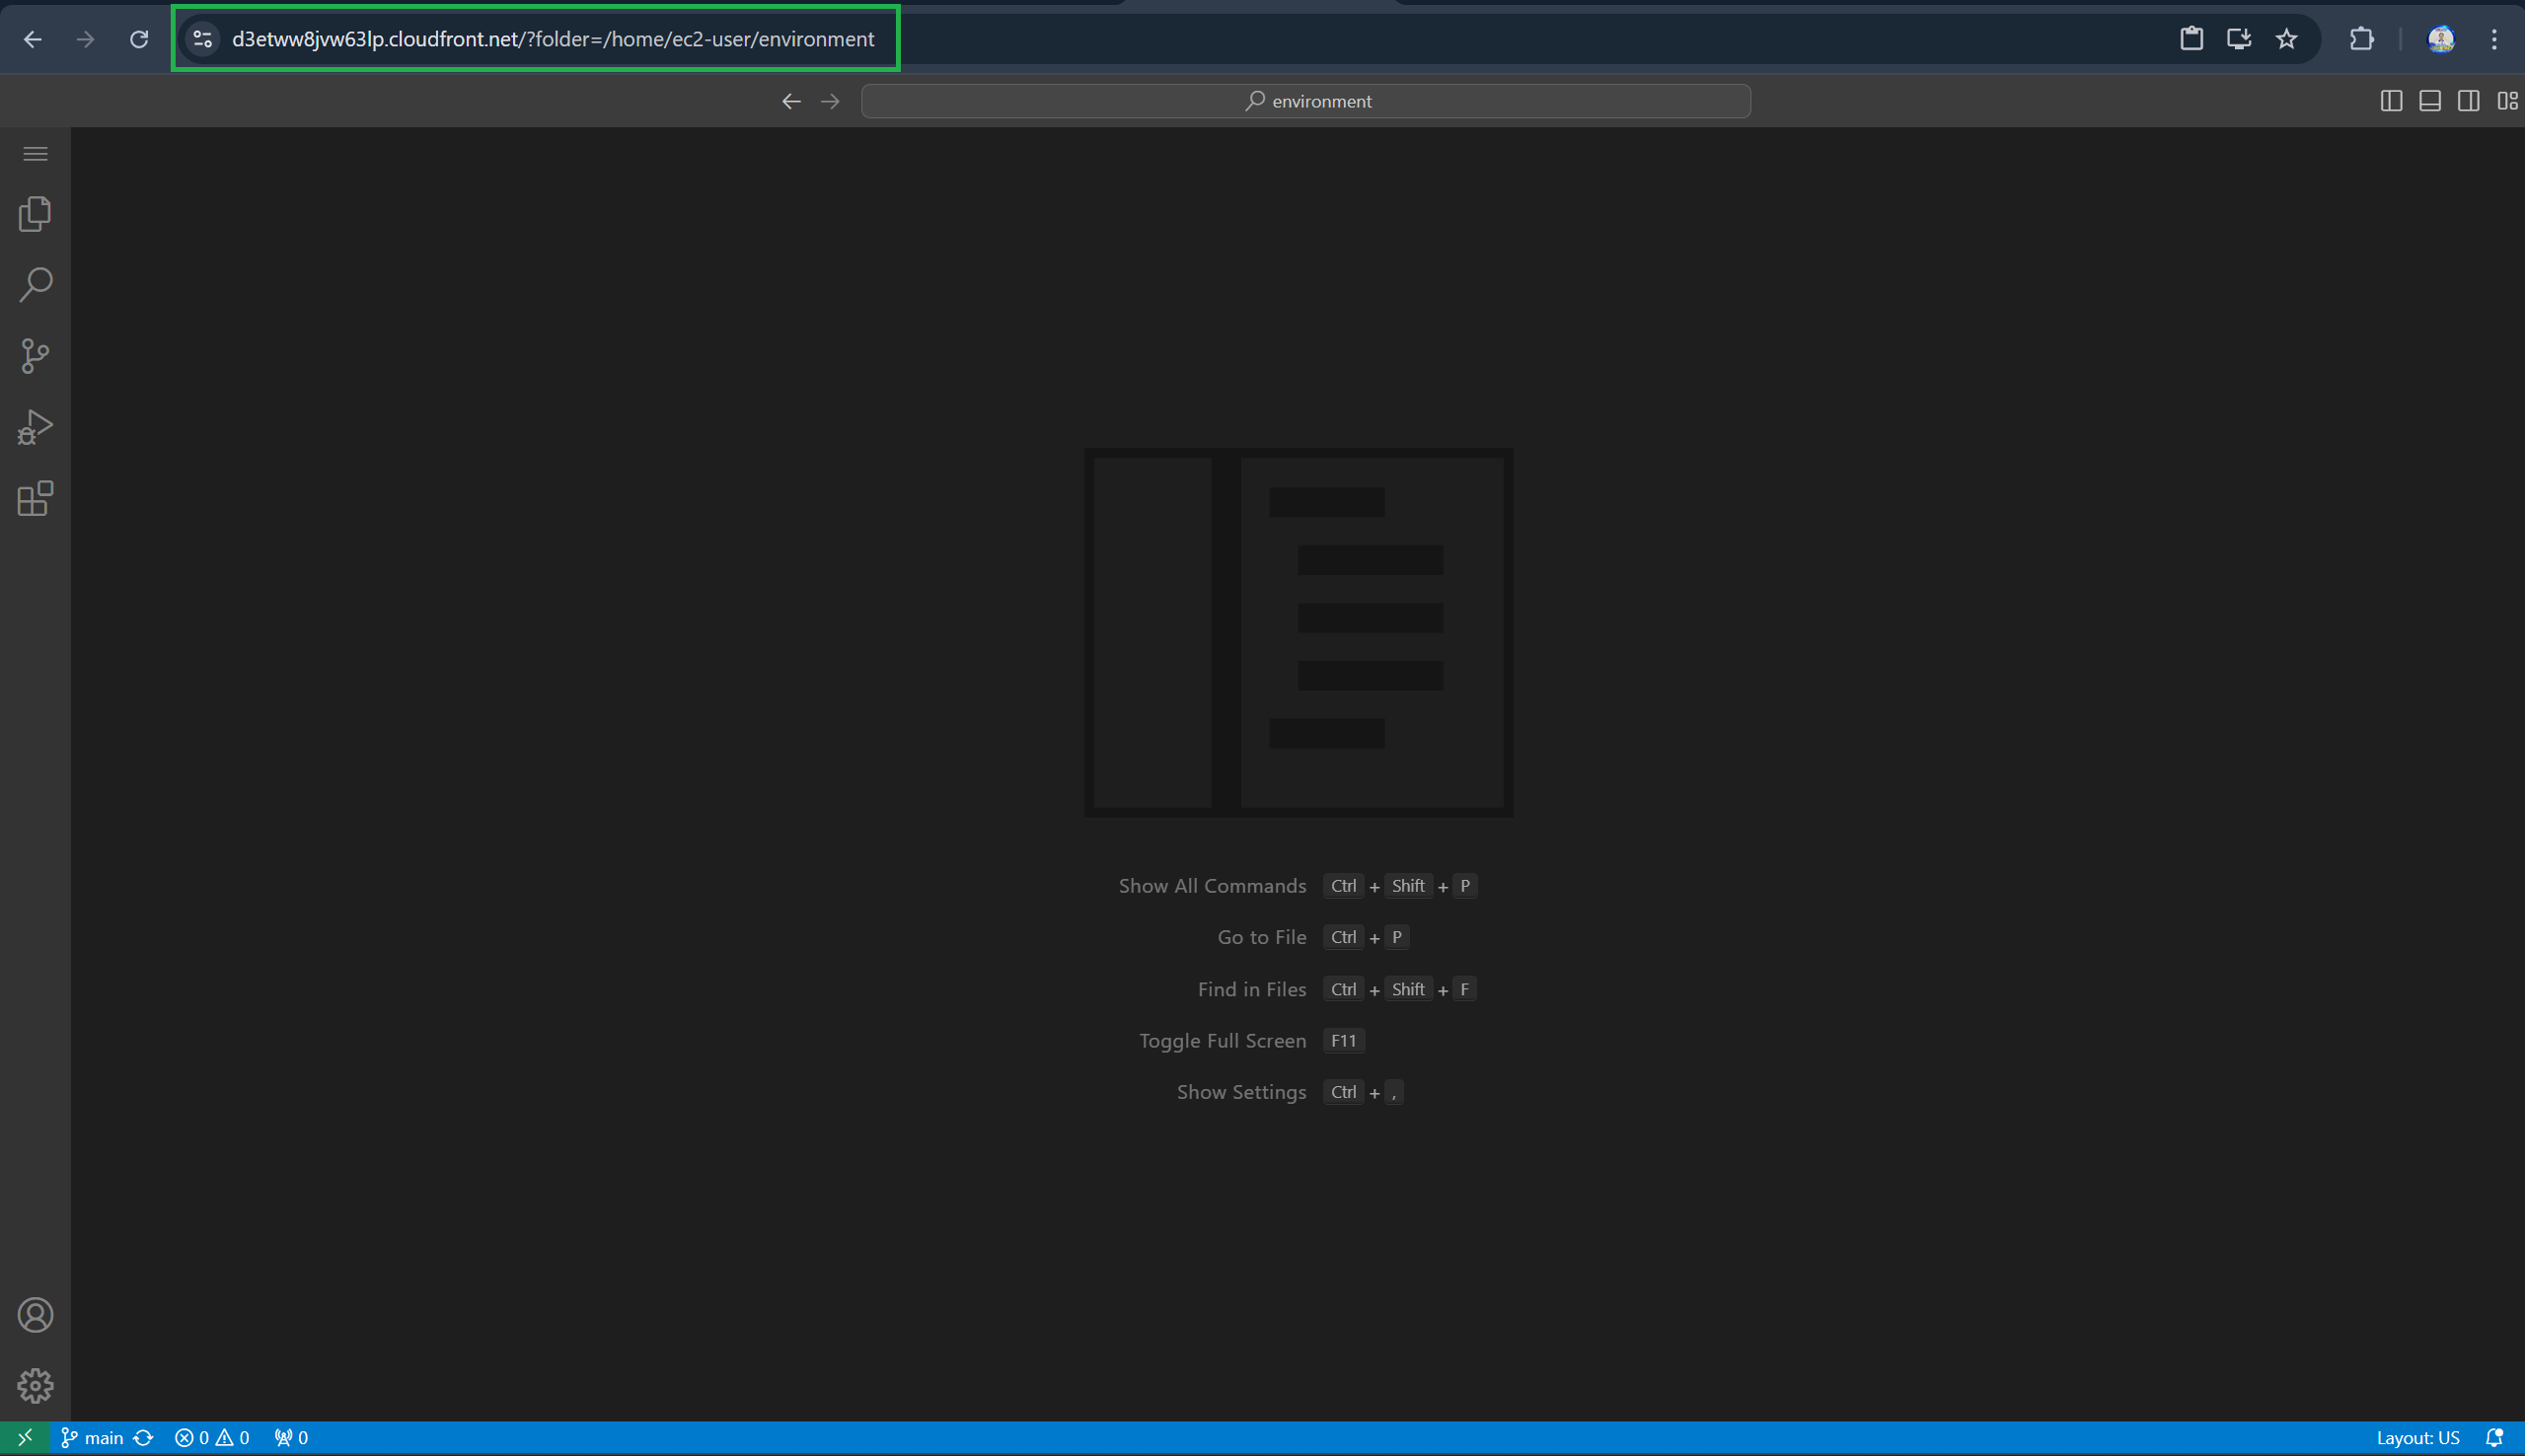 d3etww8jvw63lp.cloudfront.net/?folder=/home/ec2-user/environment
environment
Show All Commands Ctrl + Shift + P
Go to File Ctrl + P
Find in Files Ctrl + Shift + F
Toggle Full Screen F11
Show Settings Ctrl + ,
main 0 0 0 Layout: US